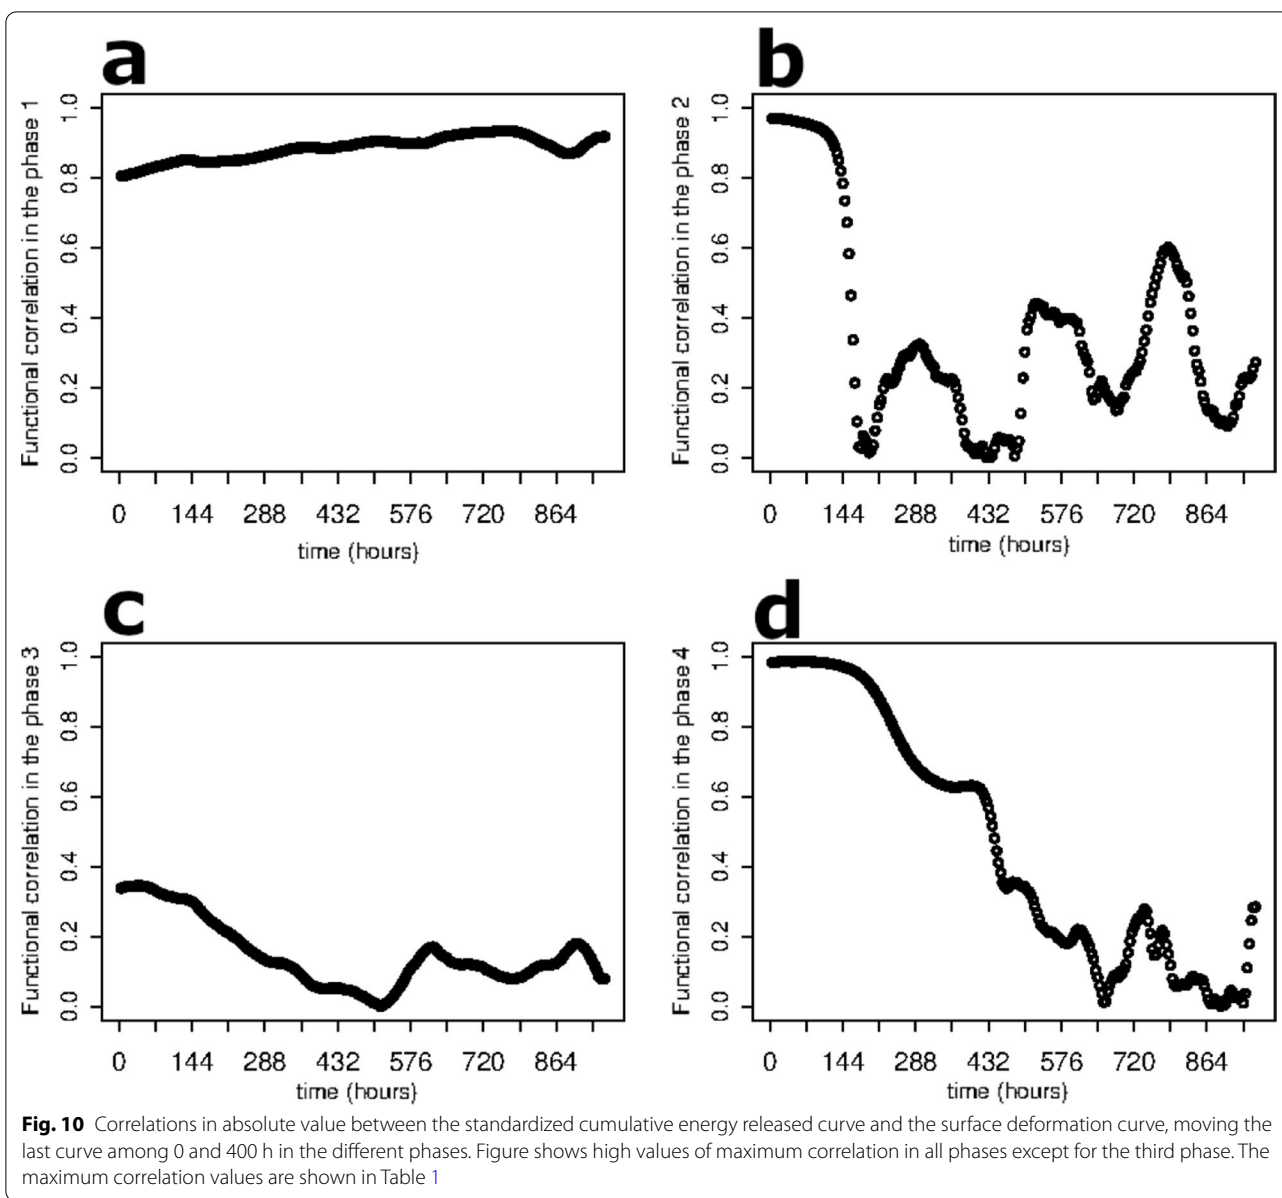 a
Functional correlation in the phase 1
1.0
0.8
0.6
0.4
0.2
0.0
0 144 288 432 576 720 864
time (hours)
b
Functional correlation in the phase 2
1.0
0.8
0.6
0.4
0.2
0.0
0 144 288 432 576 720 864
time (hours)
c
Functional correlation in the phase 3
1.0
0.8
0.6
0.4
0.2
0.0
0 144 288 432 576 720 864
time (hours)
d
Functional correlation in the phase 4
1.0
0.8
0.6
0.4
0.2
0.0
0 144 288 432 576 720 864
time (hours)
Fig. 10 Correlations in absolute value between the standardized cumulative energy released curve and the surface deformation curve, moving the
last curve among 0 and 400 h in the different phases. Figure shows high values of maximum correlation in all phases except for the third phase. The
maximum correlation values are shown in Table 1